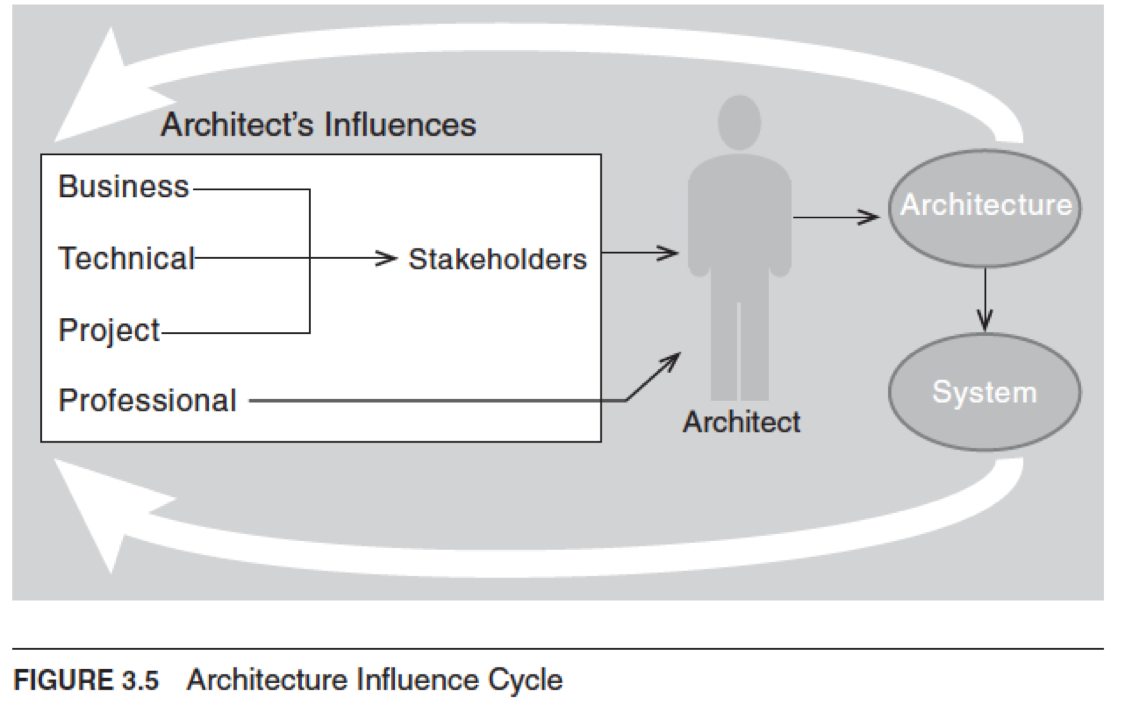 Architect's Influences
Business
Technical
Stakeholders
Project
Professional
Architect
Architecture
System
FIGURE 3.5 Architecture Influence Cycle